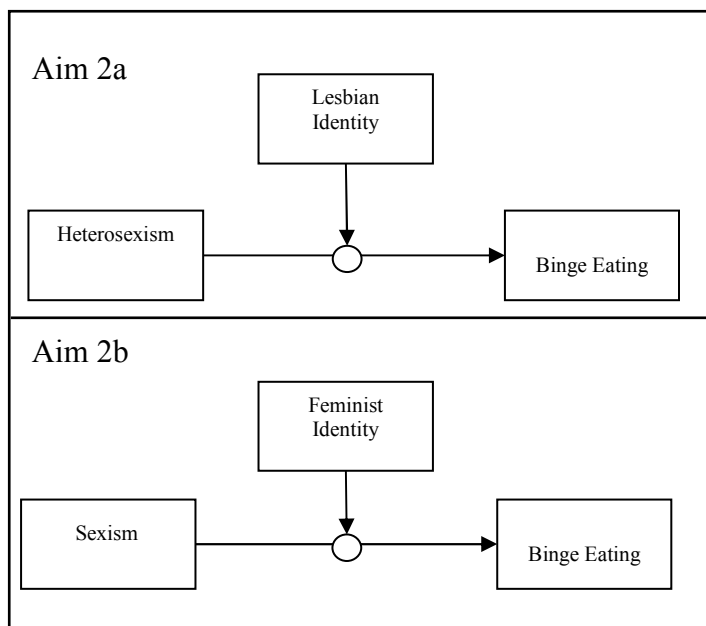 Aim 2a
Lesbian
Identity
Heterosexism
Binge Eating
Aim 2b
Feminist
Identity
Sexism
Binge Eating